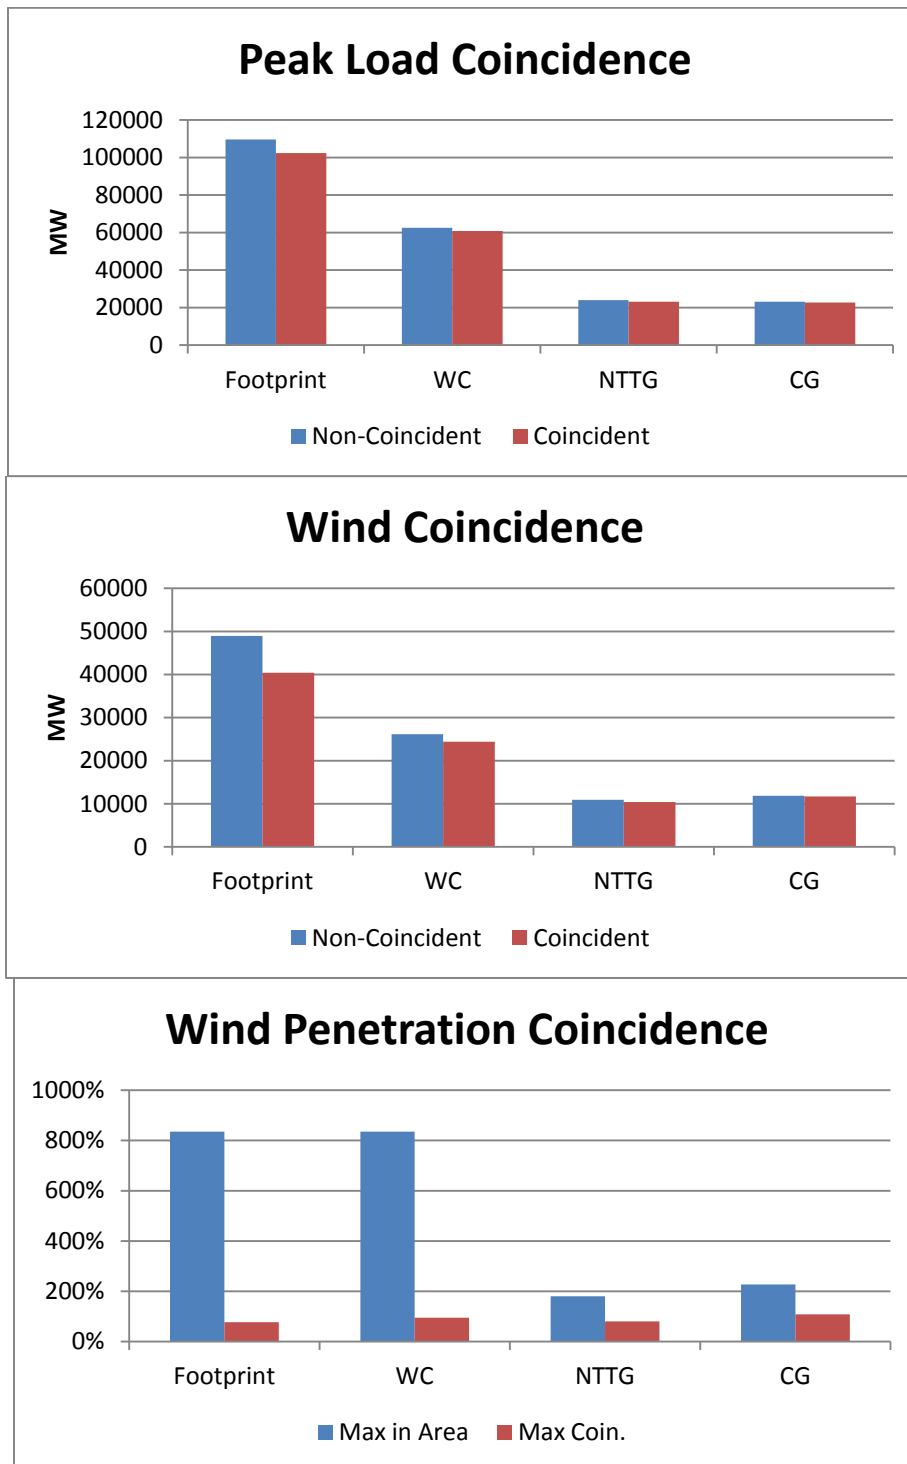 Peak Load Coincidence
120000
100000
80000
60000
40000
20000
0
MW
Footprint WC NTTG CG
Non-Coincident Coincident
Wind Coincidence
60000
50000
40000
30000
20000
10000
0
MW
Footprint WC NTTG CG
Non-Coincident Coincident
Wind Penetration Coincidence
1000%
800%
600%
400%
200%
0%
Footprint WC NTTG CG
Max in Area Max Coin.